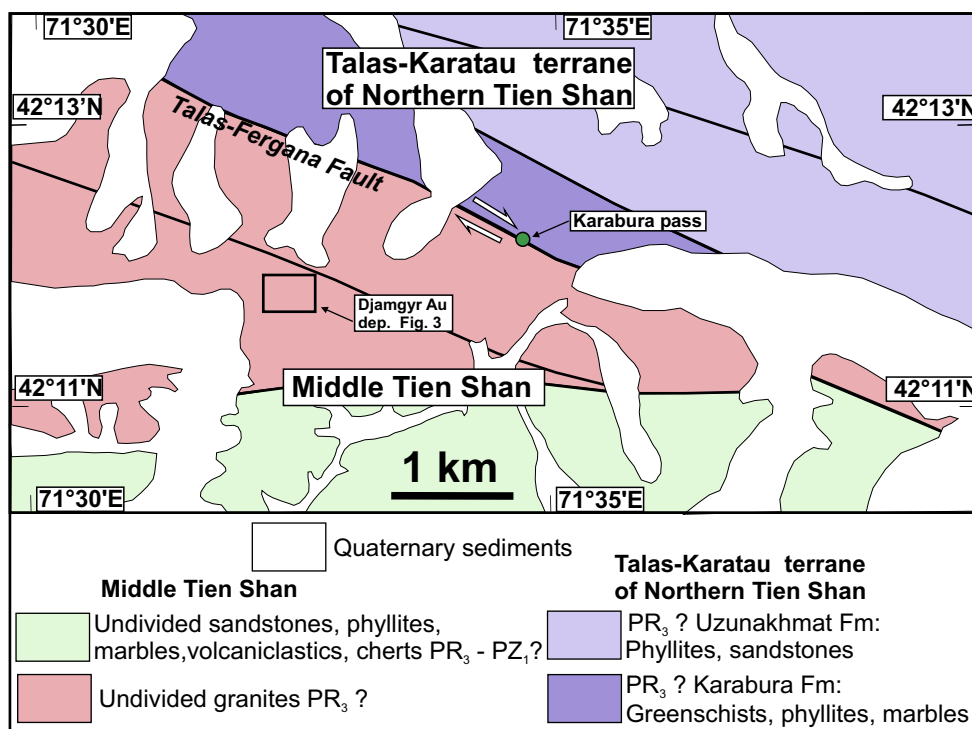 71°30'E
71°35'E
Talas-Karatau terrane
of Northern Tien Shan
42°13’N
42°13'N
Talas-Fergana Fault
Karabura pass
Djamgyr Au
dep. Fig. 3
Middle Tien Shan
42°11'N
42°11'N
1 km
71°30'E
71°35'E
Quaternary sediments
Middle Tien Shan
Undivided sandstones, phyllites,
marbles,volcaniclastics, cherts PR₃ - PZ₁?
Undivided granites PR₃ ?
Talas-Karatau terrane
of Northern Tien Shan
PR₃ ? Uzunakhmat Fm:
Phyllites, sandstones
PR₃ ? Karabura Fm:
Greenschists, phyllites, marbles